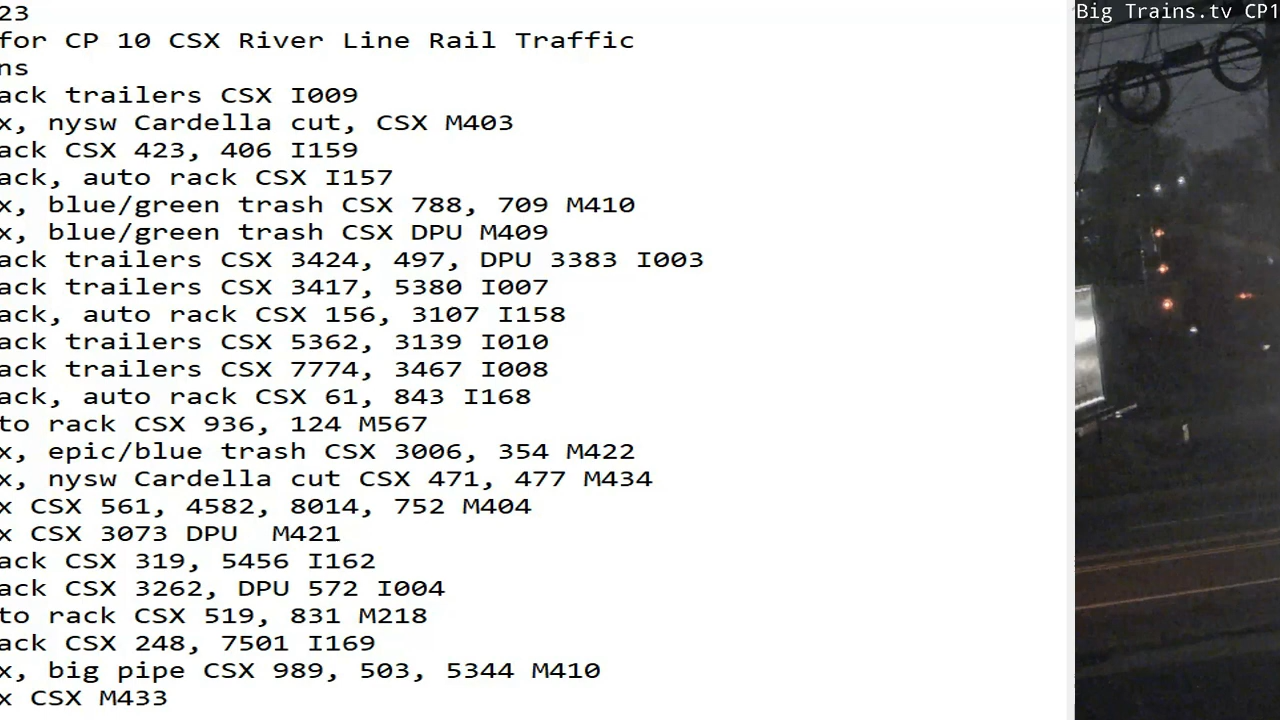 23
for CP 10 CSX River Line Rail Traffic
ns
ack trailers CSX I009
x, nysw Cardella cut, CSX M403
ack CSX 423, 406 I159
ack, auto rack CSX I157
x, blue/green trash CSX 788, 709 M410
x, blue/green trash CSX DPU M409
ack trailers CSX 3424, 497, DPU 3383 I003
ack trailers CSX 3417, 5380 I007
ack, auto rack CSX 156, 3107 I158
ack trailers CSX 5362, 3139 I010
ack trailers CSX 7774, 3467 I008
ack, auto rack CSX 61, 843 I168
to rack CSX 936, 124 M567
x, epic/blue trash CSX 3006, 354 M422
x, nysw Cardella cut CSX 471, 477 M434
x CSX 561, 4582, 8014, 752 M404
x CSX 3073 DPU  M421
ack CSX 319, 5456 I162
ack CSX 3262, DPU 572 I004
to rack CSX 519, 831 M218
ack CSX 248, 7501 I169
x, big pipe CSX 989, 503, 5344 M410
x CSX M433
Big Trains.tv CP1